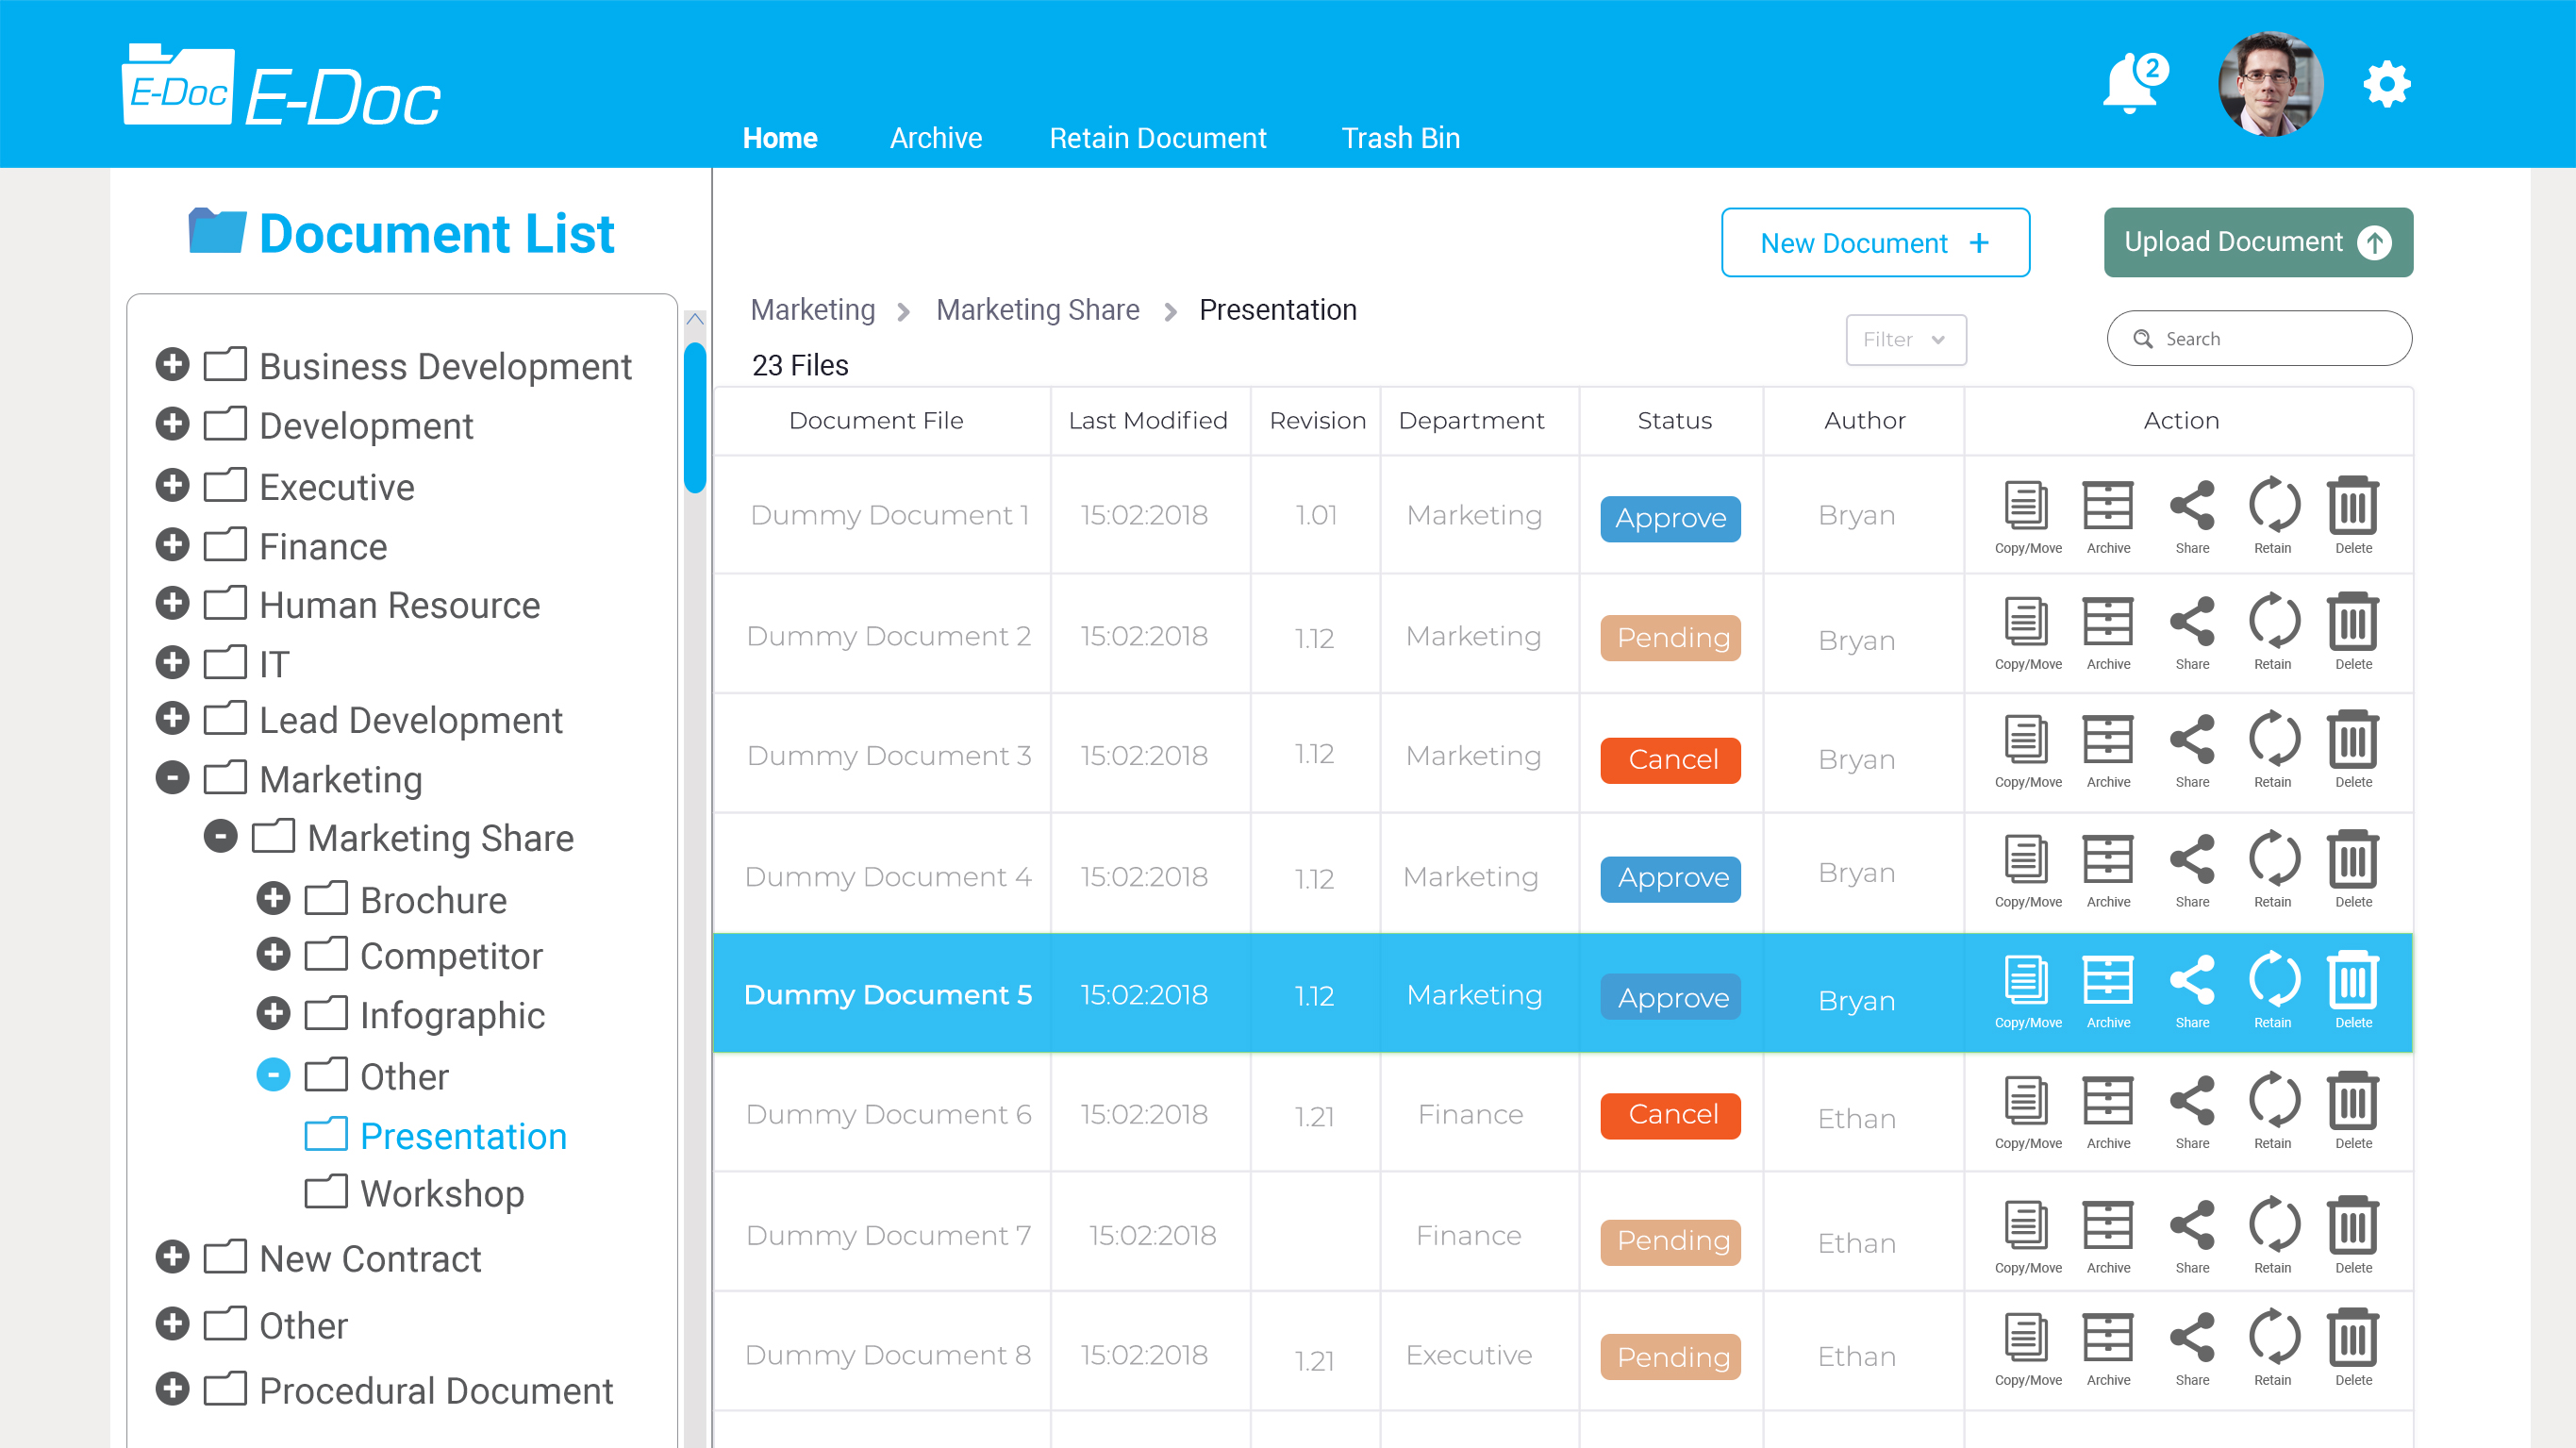 E-Doc E-Doc
2
Home Archive Retain Document Trash Bin
Document List
Business Development
Development
Executive
Finance
Human Resource
IT
Lead Development
Marketing
Marketing Share
Brochure
Competitor
Infographic
Other
Presentation
Workshop
New Contract
Other
Procedural Document
New Document +
Upload Document
Marketing > Marketing Share > Presentation
23 Files
Filter
Search
Document File Last Modified Revision Department Status Author Action
Dummy Document 1 15:02:2018 1.01 Marketing Approve Bryan
Copy/Move Archive Share Retain Delete
Dummy Document 2 15:02:2018 1.12 Marketing Pending Bryan
Copy/Move Archive Share Retain Delete
Dummy Document 3 15:02:2018 1.12 Marketing Cancel Bryan
Copy/Move Archive Share Retain Delete
Dummy Document 4 15:02:2018 1.12 Marketing Approve Bryan
Copy/Move Archive Share Retain Delete
Dummy Document 5 15:02:2018 1.12 Marketing Approve Bryan
Copy/Move Archive Share Retain Delete
Dummy Document 6 15:02:2018 1.21 Finance Cancel Ethan
Copy/Move Archive Share Retain Delete
Dummy Document 7 15:02:2018 Finance Pending Ethan
Copy/Move Archive Share Retain Delete
Dummy Document 8 15:02:2018 1.21 Executive Pending Ethan
Copy/Move Archive Share Retain Delete